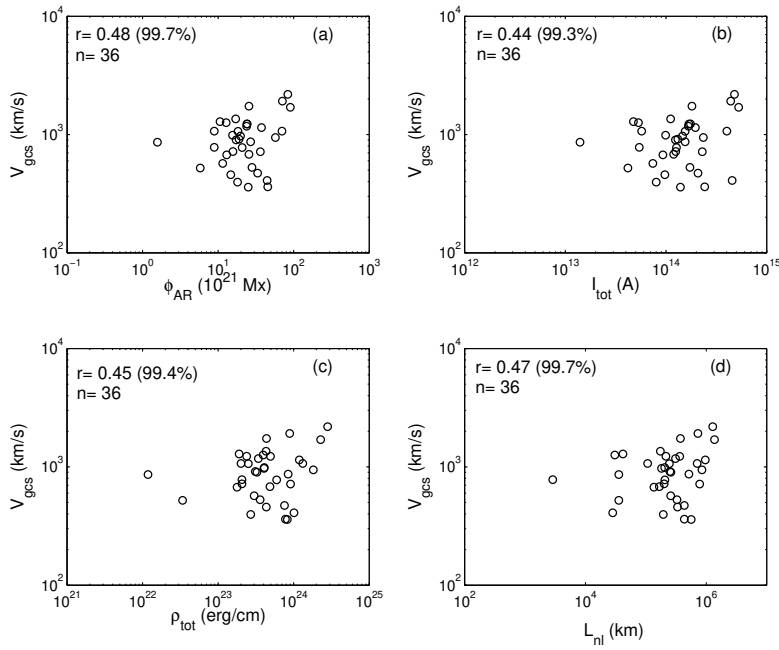 r= 0.48 (99.7%)
n= 36
(a)
V_gcs (km/s)
10^4
10^3
10^2
10^-1
10^0
10^1
10^2
10^3
ϕ_AR (10^21 Mx)
r= 0.44 (99.3%)
n= 36
(b)
V_gcs (km/s)
10^4
10^3
10^2
10^12
10^13
10^14
10^15
I_tot (A)
r= 0.45 (99.4%)
n= 36
(c)
V_gcs (km/s)
10^4
10^3
10^2
10^21
10^22
10^23
10^24
10^25
ρ_tot (erg/cm)
r= 0.47 (99.7%)
n= 36
(d)
V_gcs (km/s)
10^4
10^3
10^2
10^2
10^4
10^6
L_nl (km)